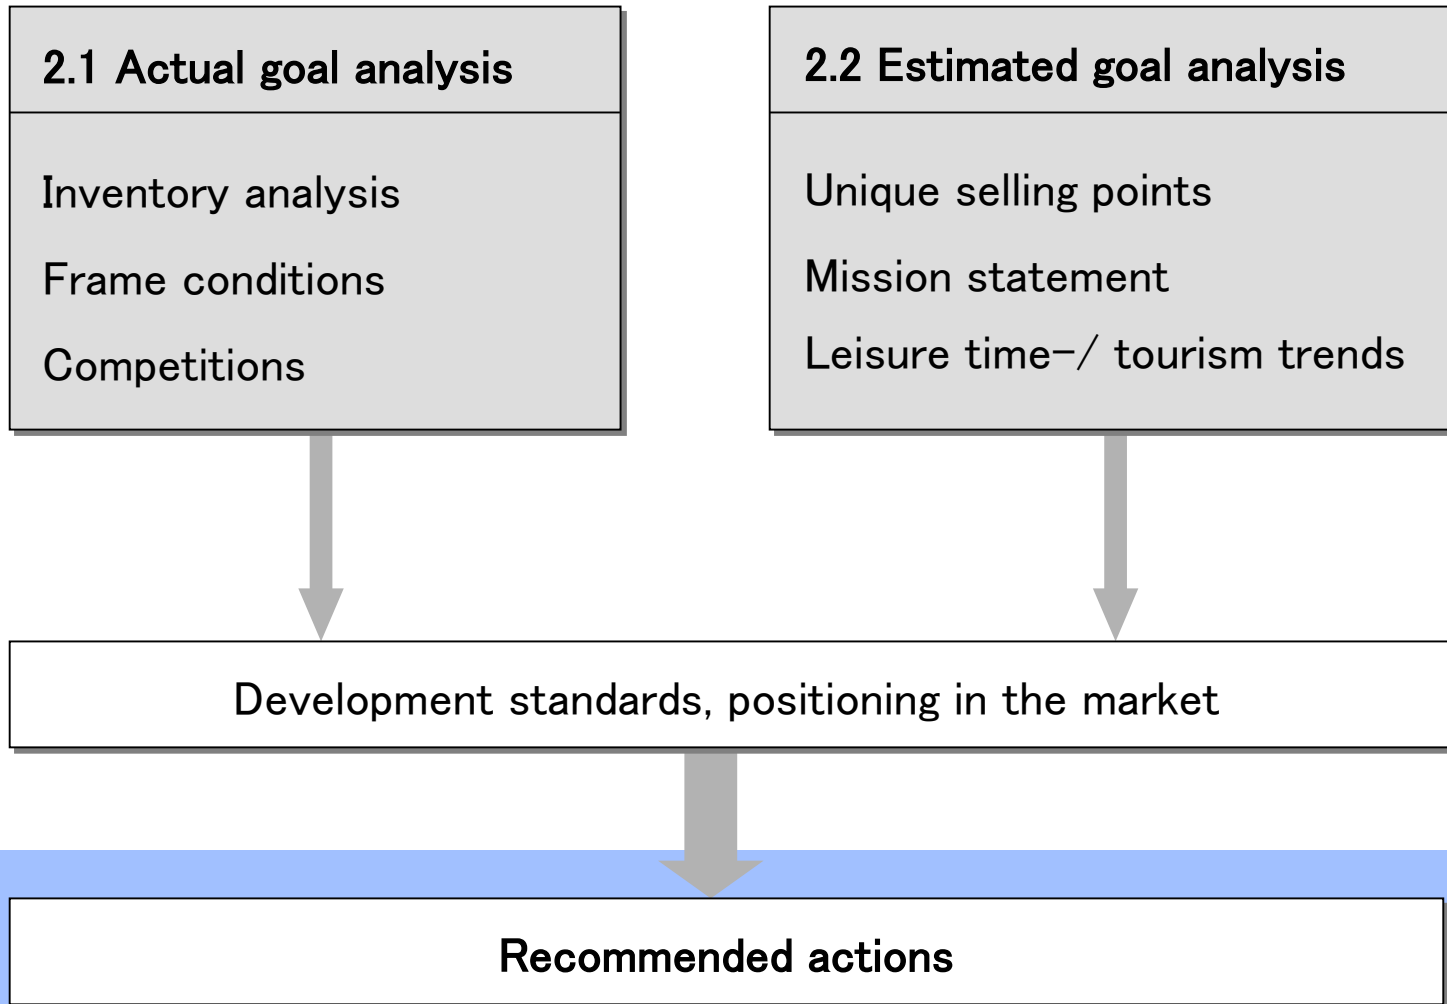 2.1 Actual goal analysis
Inventory analysis
Frame conditions
Competitions
2.2 Estimated goal analysis
Unique selling points
Mission statement
Leisure time-/ tourism trends
Development standards, positioning in the market
Recommended actions